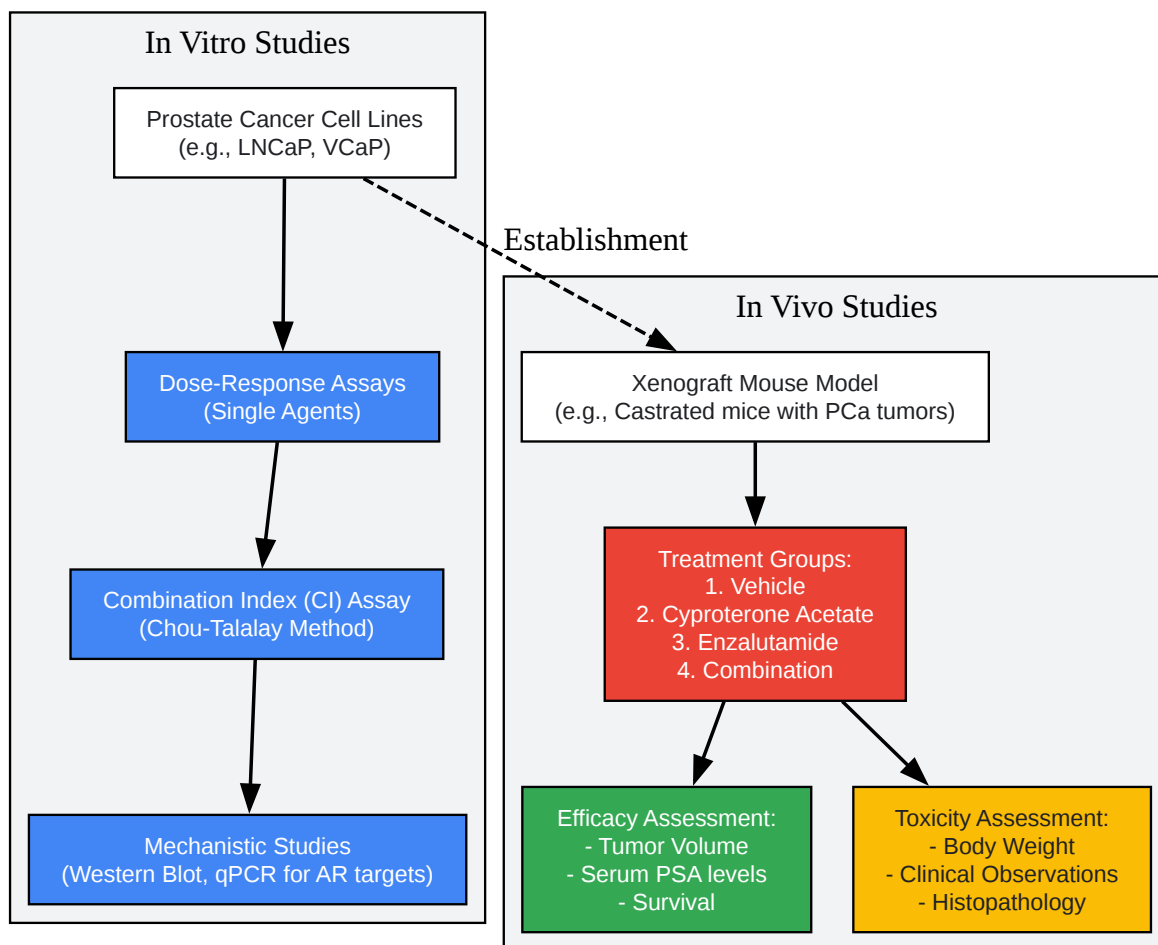 In Vitro Studies
Prostate Cancer Cell Lines
(e.g., LNCaP, VCaP)
Establishment
Dose-Response Assays
(Single Agents)
Combination Index (CI) Assay
(Chou-Talalay Method)
Mechanistic Studies
(Western Blot, qPCR for AR targets)
In Vivo Studies
Xenograft Mouse Model
(e.g., Castrated mice with PCa tumors)
Treatment Groups:
1. Vehicle
2. Cyproterone Acetate
3. Enzalutamide
4. Combination
Efficacy Assessment:
- Tumor Volume
- Serum PSA levels
- Survival
Toxicity Assessment:
- Body Weight
- Clinical Observations
- Histopathology